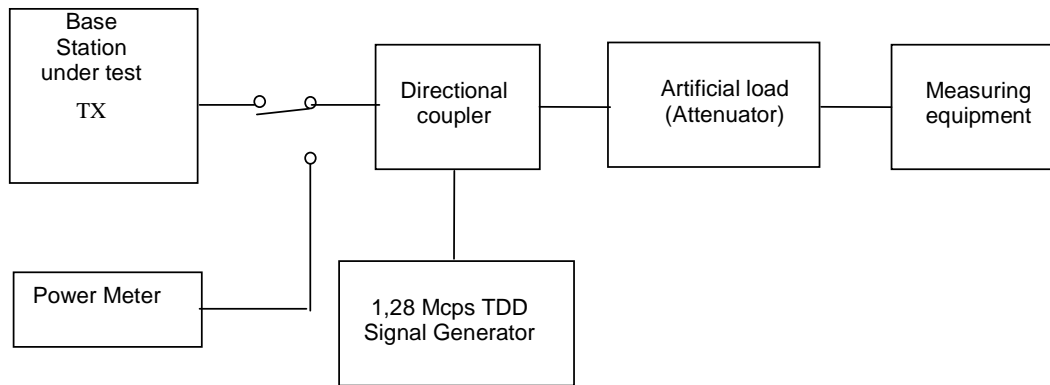 Base
Station
under test
TX
Directional
coupler
Artificial load
(Attenuator)
Measuring
equipment
Power Meter
1,28 Mcps TDD
Signal Generator